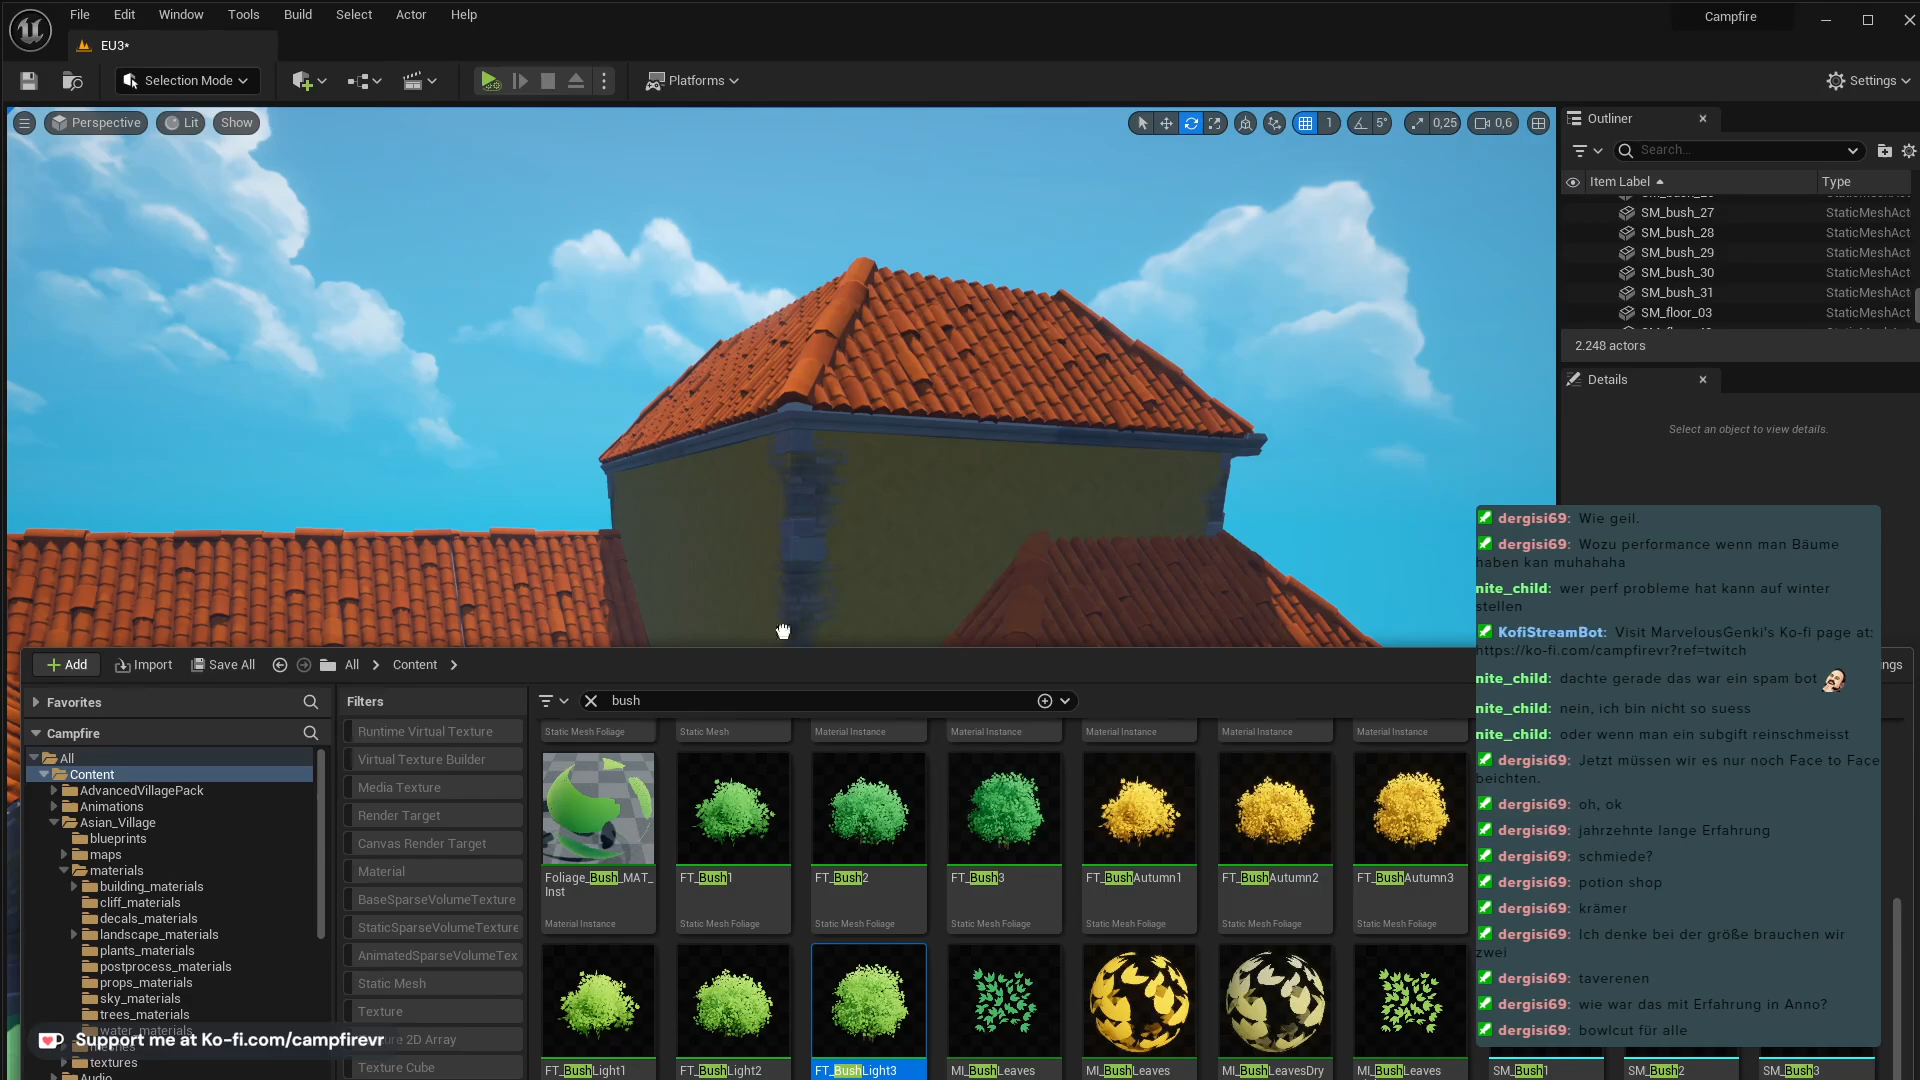 File Edit Window Tools Build Select Actor Help
Campfire
EU3*
Selection Mode
Platforms
Settings
Perspective Lit Show
1 5° 0,25 0,6
Outliner
Search...
Item Label Type
SM_bush_27 StaticMeshAct
SM_bush_28 StaticMeshAct
SM_bush_29 StaticMeshAct
SM_bush_30 StaticMeshAct
SM_bush_31 StaticMeshAct
SM_floor_03 StaticMeshAct
2.248 actors
Details
Select an object to view details.
dergisi69: Wie geil.
dergisi69: Wozu performance wenn man Bäume
haben kan muhahaha
nite_child: wer perf probleme hat kann auf winter
stellen
KofiStreamBot: Visit MarvelousGenki's Ko-fi page at:
https://ko-fi.com/campfirevr?ref=twitch
nite_child: dachte gerade das war ein spam bot
nite_child: nein, ich bin nicht so suess
nite_child: oder wenn man ein subgift reinschmeisst
dergisi69: Jetzt müssen wir es nur noch Face to Face
beichten.
dergisi69: oh, ok
dergisi69: jahrzehnte lange Erfahrung
dergisi69: schmiede?
dergisi69: potion shop
dergisi69: krämer
dergisi69: Ich denke bei der größe brauchen wir
zwei
dergisi69: taverenen
dergisi69: wie war das mit Erfahrung in Anno?
dergisi69: bowlcut für alle
Add Import Save All All Content
ngs
Favorites
Campfire
All
Content
AdvancedVillagePack
Animations
Asian_Village
blueprints
maps
materials
building_materials
cliff_materials
decals_materials
landscape_materials
plants_materials
postprocess_materials
props_materials
sky_materials
trees_materials
water_materials
textures
Audio
Support me at Ko-fi.com/campfirevr
Filters
Runtime Virtual Texture
Virtual Texture Builder
Media Texture
Render Target
Canvas Render Target
Material
BaseSparseVolumeTexture
StaticSparseVolumeTexture
AnimatedSparseVolumeTex
Static Mesh
Texture
2D Array
Texture Cube
bush
Static Mesh Foliage Static Mesh Material Instance Material Instance Material Instance Material Instance Material Instance
Foliage_Bush_MAT_
Inst
Material Instance
FT_Bush1
Static Mesh Foliage
FT_Bush2
Static Mesh Foliage
FT_Bush3
Static Mesh Foliage
FT_BushAutumn1
Static Mesh Foliage
FT_BushAutumn2
Static Mesh Foliage
FT_BushAutumn3
Static Mesh Foliage
FT_BushLight1 FT_BushLight2 FT_BushLight3 MI_BushLeaves MI_BushLeaves MI_BushLeavesDry MI_BushLeaves SM_Bush1 SM_Bush2 SM_Bush3